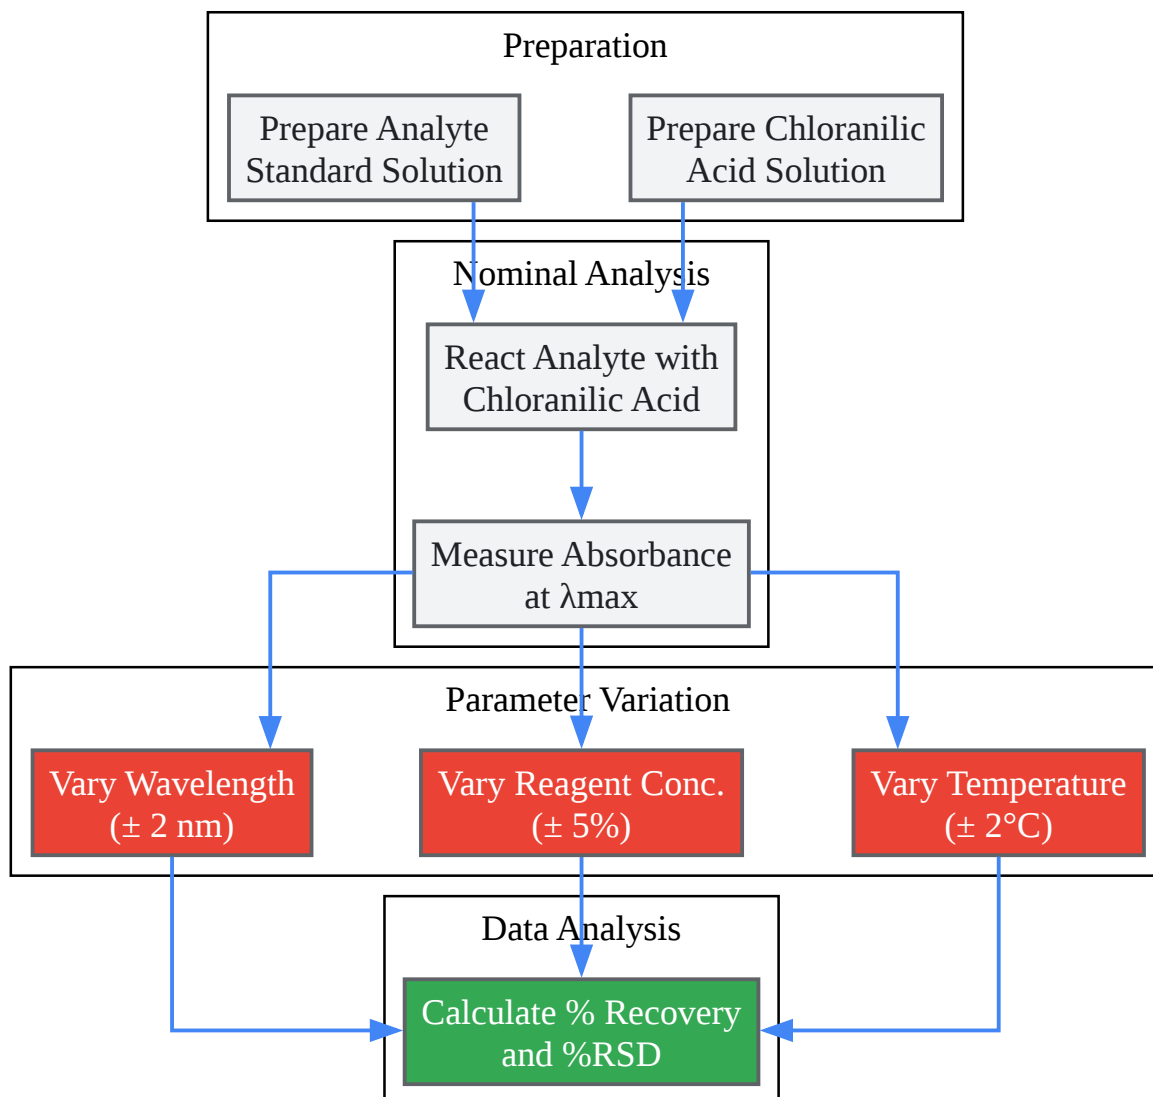 Preparation
Prepare Analyte
Standard Solution
Prepare Chloranilic
Acid Solution
Nominal Analysis
React Analyte with
Chloranilic Acid
Measure Absorbance
at λmax
Parameter Variation
Vary Wavelength
(± 2 nm)
Vary Reagent Conc.
(± 5%)
Vary Temperature
(± 2°C)
Data Analysis
Calculate % Recovery
and %RSD